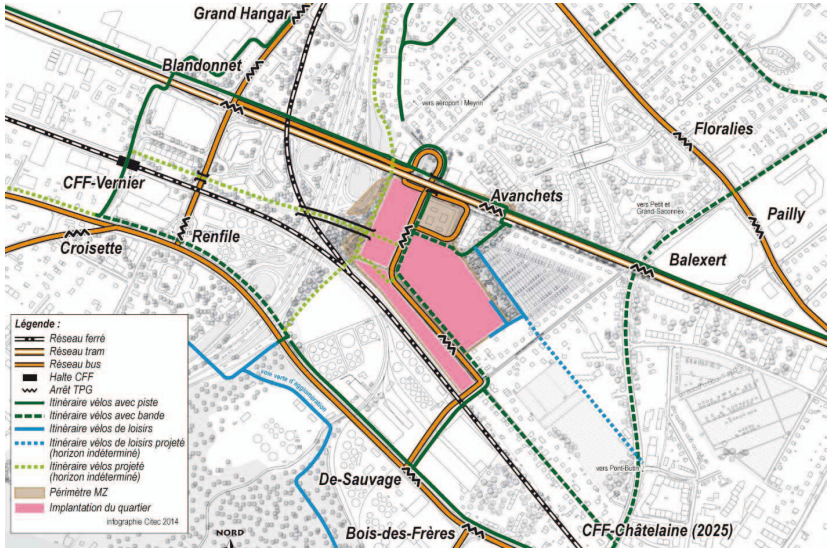 Grand Hangar
Blandonnet
vers aéroport / Meyrin
Floralies
CFF-Vernier
Avanchets
vers Petit et
Grand-Saconnex
Pailly
Croisette
Renfile
Balexert
Légende :
Réseau ferré
Réseau tram
Réseau bus
Halte CFF
Arrêt TPG
Itinéraire vélos avec piste
Itinéraire vélos avec bande
Itinéraire vélos de loisirs
Itinéraire vélos de loisirs projeté
(horizon indéterminé)
Itinéraire vélos projeté
(horizon indéterminé)
Périmètre MZ
Implantation du quartier
infographie Citec 2014
voie verte d'agglomération
vers Pont-Butin
De-Sauvage
NORD
Bois-des-Frères
CFF-Châtelaine (2025)